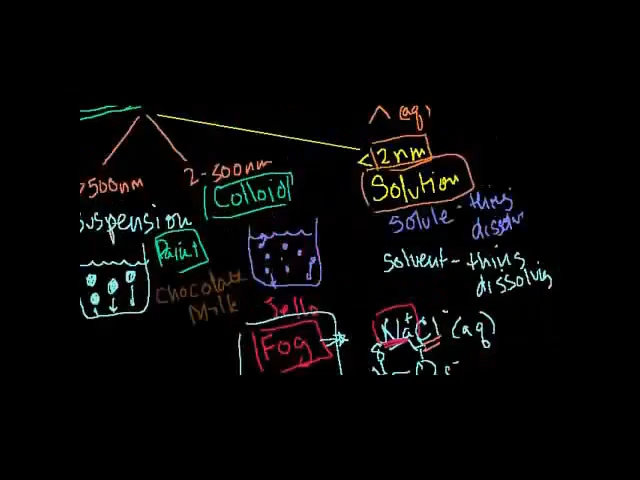 (aq)
2nm
>500nm
2-500nm
Colloid
<
Solution
suspension
solute - thing
dissolv
Paint
solvent - thing
dissolving
Chocolate
Milk
Jello
Fog
NaCl (aq)